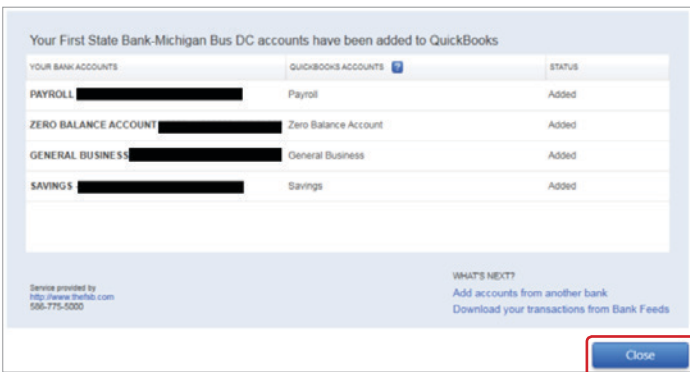 Your First State Bank-Michigan Bus DC accounts have been added to QuickBooks
YOUR BANK ACCOUNTS QUICKBOOKS ACCOUNTS ? STATUS
PAYROLL Payroll Added
ZERO BALANCE ACCOUNT Zero Balance Account Added
GENERAL BUSINESS General Business Added
SAVINGS - Savings Added
WHAT'S NEXT?
Service provided by
Add accounts from another bank
http://www.thefsb.com
586-775-5000
Download your transactions from Bank Feeds
Close